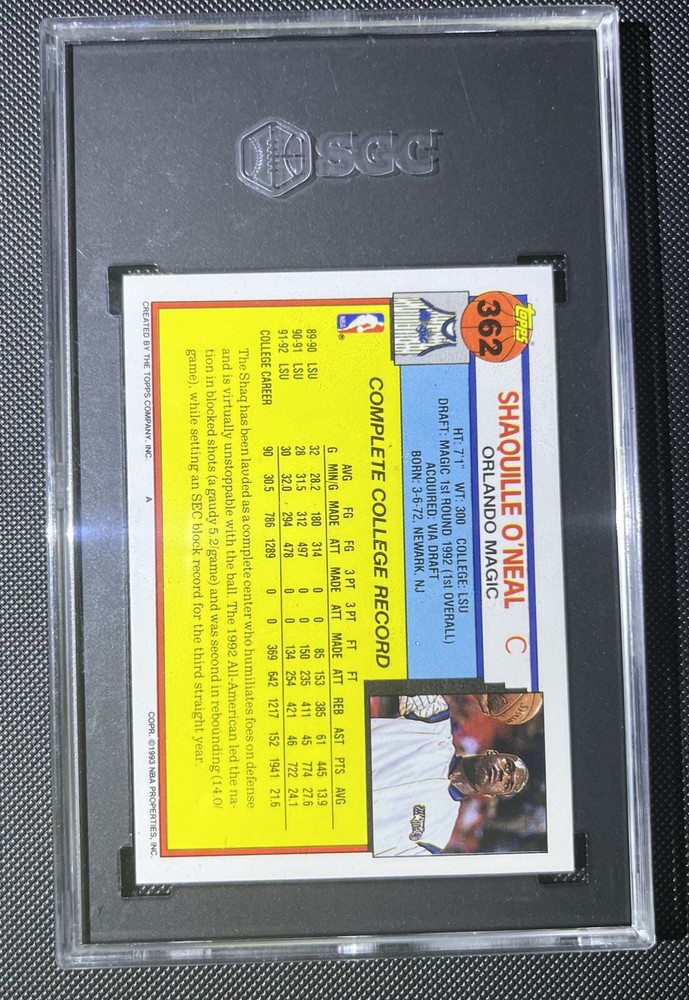 SGC
TOPPS
362
SHAQUILLE O'NEAL C
ORLANDO MAGIC
HT: 7'1" WT: 300 COLLEGE: LSU
DRAFT: MAGIC 1st ROUND 1992 (1st OVERALL)
ACQUIRED: VIA DRAFT
BORN: 3-6-72, NEWARK, NJ
COMPLETE COLLEGE RECORD
NBA®
AVG FG FG 3 PT 3 PT FT FT
G MIN/G MADE ATT MADE ATT MADE ATT REB AST PTS AVG
89-90 LSU 32 28.2 180 314 0 0 85 153 385 61 445 13.9
90-91 LSU 28 31.5 312 497 0 0 150 235 411 45 774 27.6
91-92 LSU 30 32.0 294 478 0 0 134 254 421 46 722 24.1
COLLEGE CAREER 90 30.5 786 1289 0 0 369 642 1217 152 1941 21.6
The Shaq has been lauded as a complete center who humiliates foes on defense
and is virtually unstoppable with the ball. The 1992 All-American led the na-
tion in blocked shots (a gaudy 5.2/game) and was second in rebounding (14.0/
game), while setting an SEC block record for the third straight year.
CREATED BY THE TOPPS COMPANY, INC. A COPR. ©1993 NBA PROPERTIES, INC.